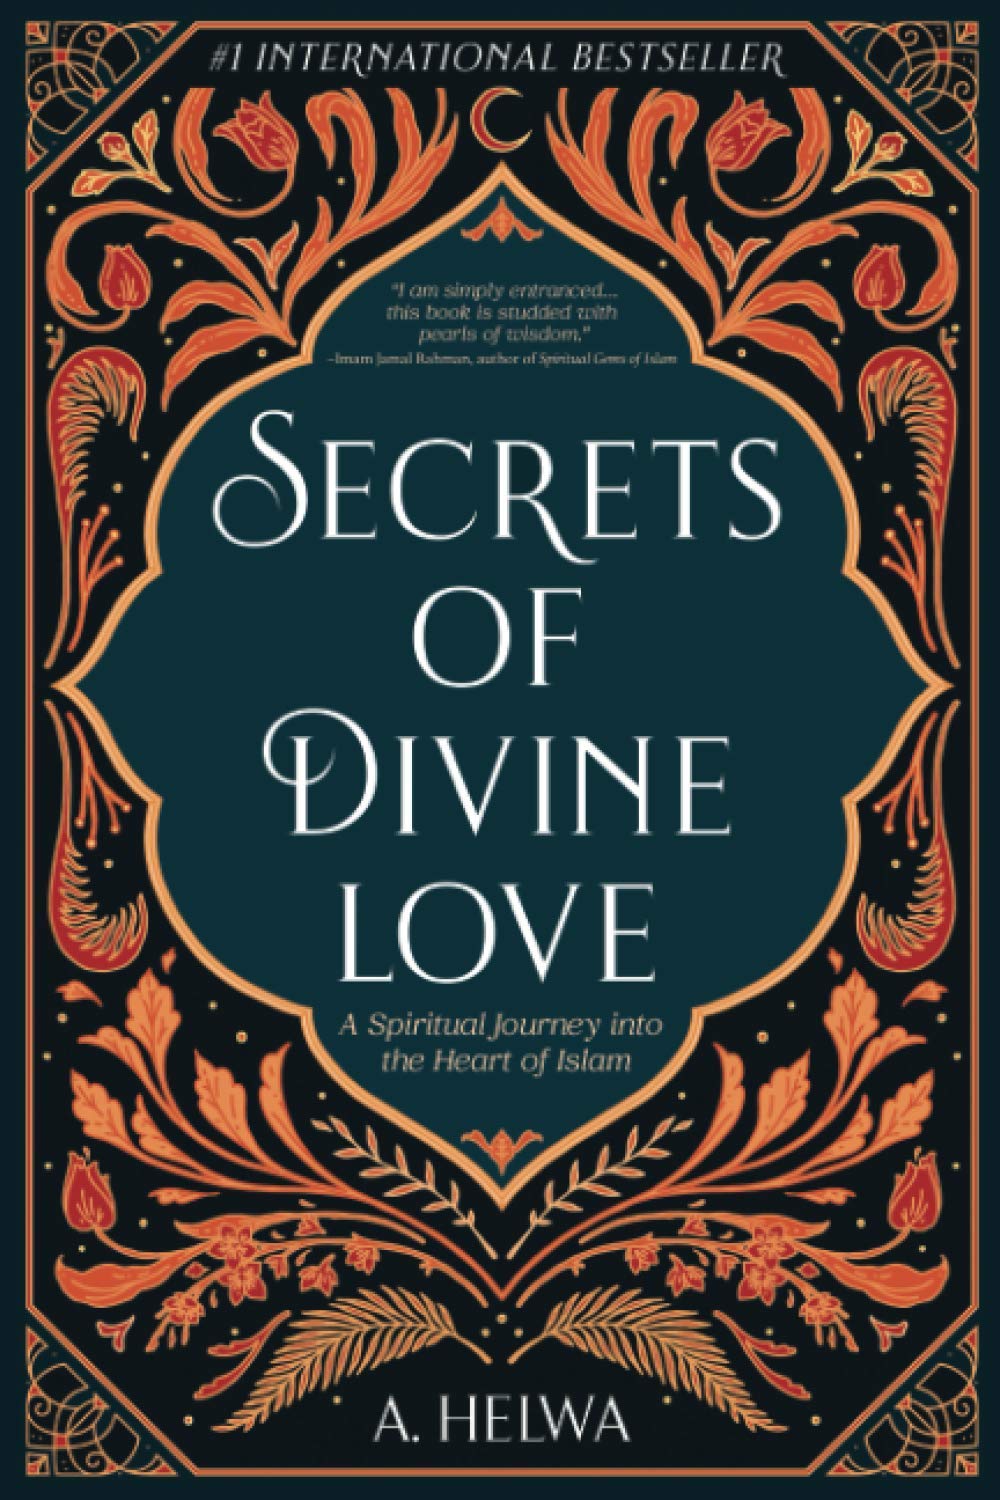 #1 INTERNATIONAL BESTSELLER
"I am simply entranced...
this book is studded with
pearls of wisdom."
–Imam Jamal Rahman, author of Spiritual Gems of Islam
SECRETS
OF
DIVINE
LOVE
A Spiritual Journey into
the Heart of Islam
A. HELWA